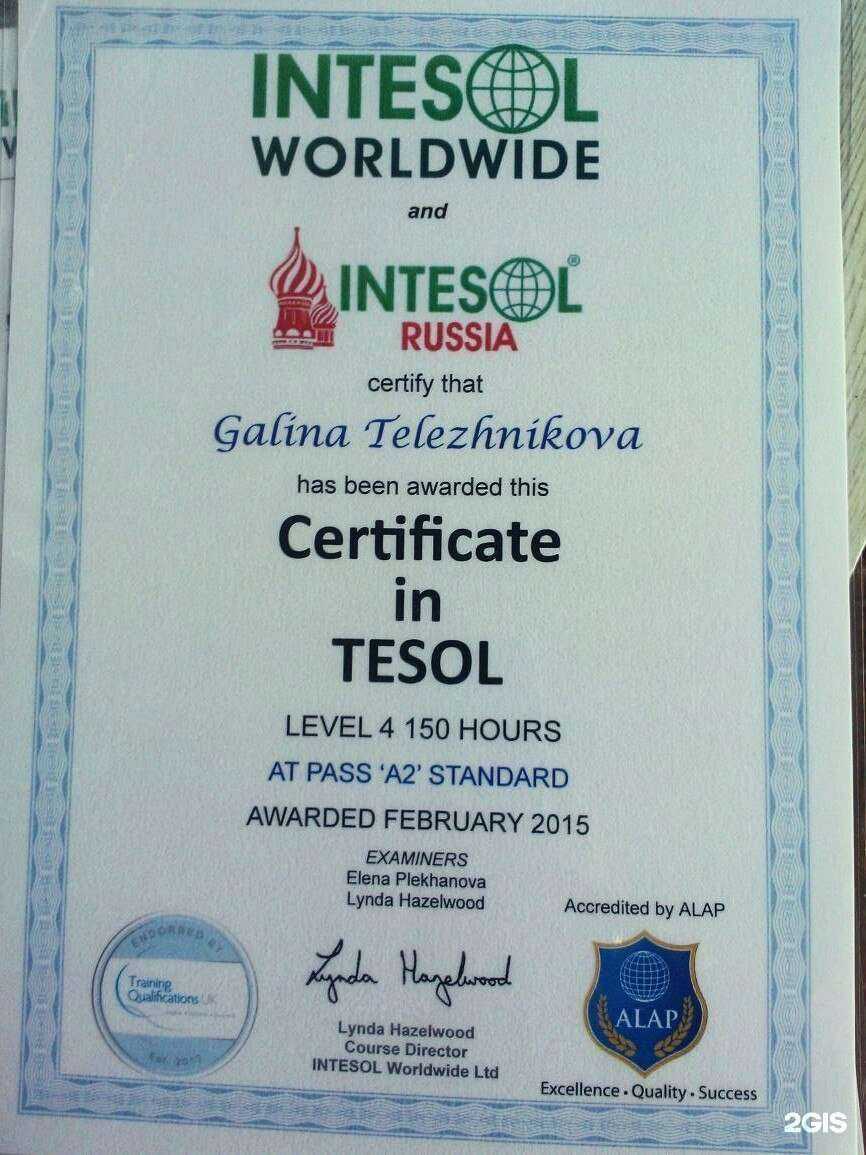 INTESOL
WORLDWIDE
and
INTESOL®
RUSSIA
certify that
Galina Telezhnikova
has been awarded this
Certificate
in
TESOL
LEVEL 4 150 HOURS
AT PASS ‘A2’ STANDARD
AWARDED FEBRUARY 2015
EXAMINERS
Elena Plekhanova
Lynda Hazelwood
Accredited by ALAP
ENDORSED BY
Training
Qualifications UK
Lynda Hazelwood
ALAP
Lynda Hazelwood
Course Director
INTESOL Worldwide Ltd
Excellence • Quality • Success
2GIS